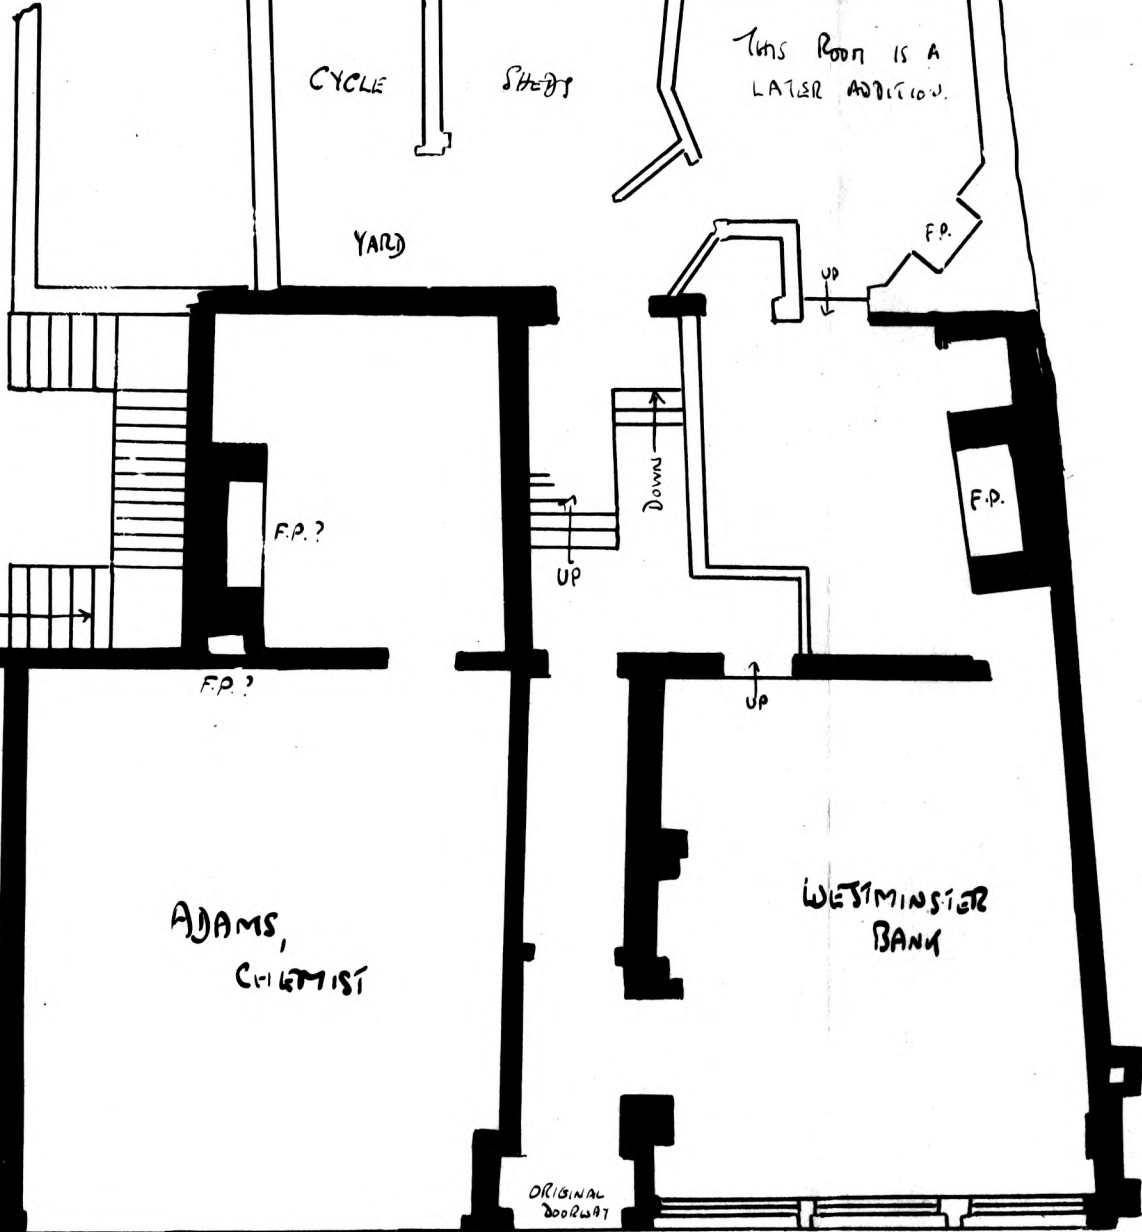 CYCLE SHEDS
THIS ROOM IS A
LATER ADDITION.
YARD
F.P.
UP
F.P.?
DOWN
F.P.
UP
F.P.?
UP
ADAMS,
CHEMIST
WESTMINSTER
BANK
ORIGINAL
DOORWAY